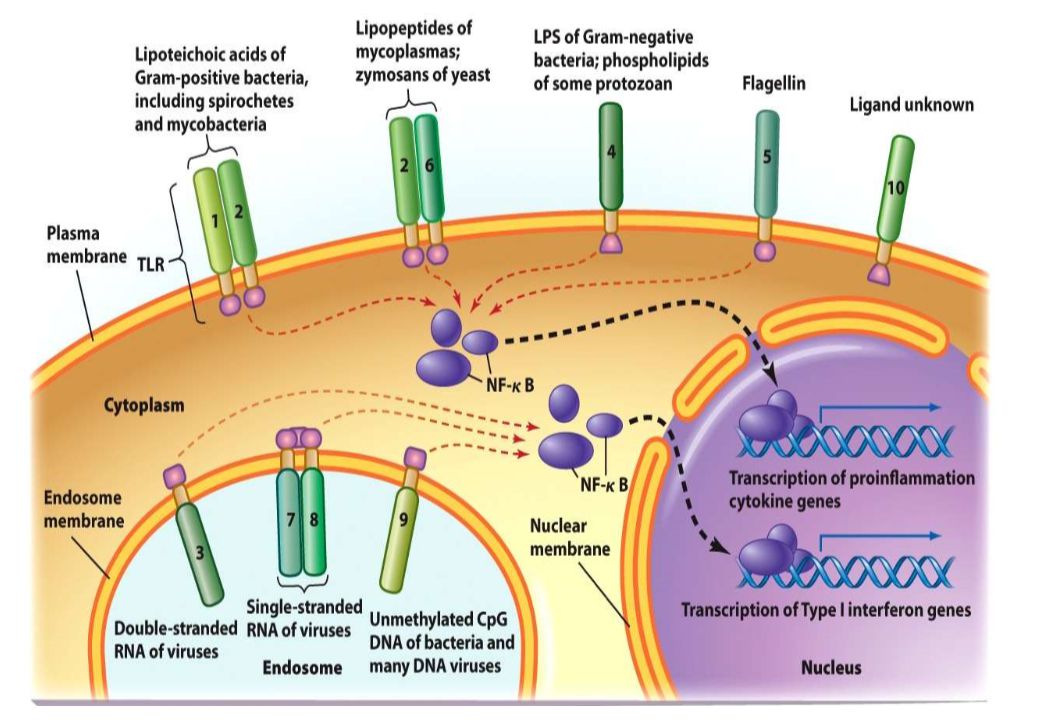 Lipoteichoic acids of
Gram-positive bacteria,
including spirochetes
and mycobacteria
Lipopeptides of
mycoplasmas;
zymosans of yeast
LPS of Gram-negative
bacteria; phospholipids
of some protozoan
Flagellin
Ligand unknown
1
2
2
6
4
5
10
Plasma
membrane
TLR
NF-κ B
Cytoplasm
NF-κ B
Endosome
membrane
3
7
8
9
Double-stranded
RNA of viruses
Single-stranded
RNA of viruses
Unmethylated CpG
DNA of bacteria and
many DNA viruses
Endosome
Nuclear
membrane
Transcription of proinflammation
cytokine genes
Transcription of Type I interferon genes
Nucleus